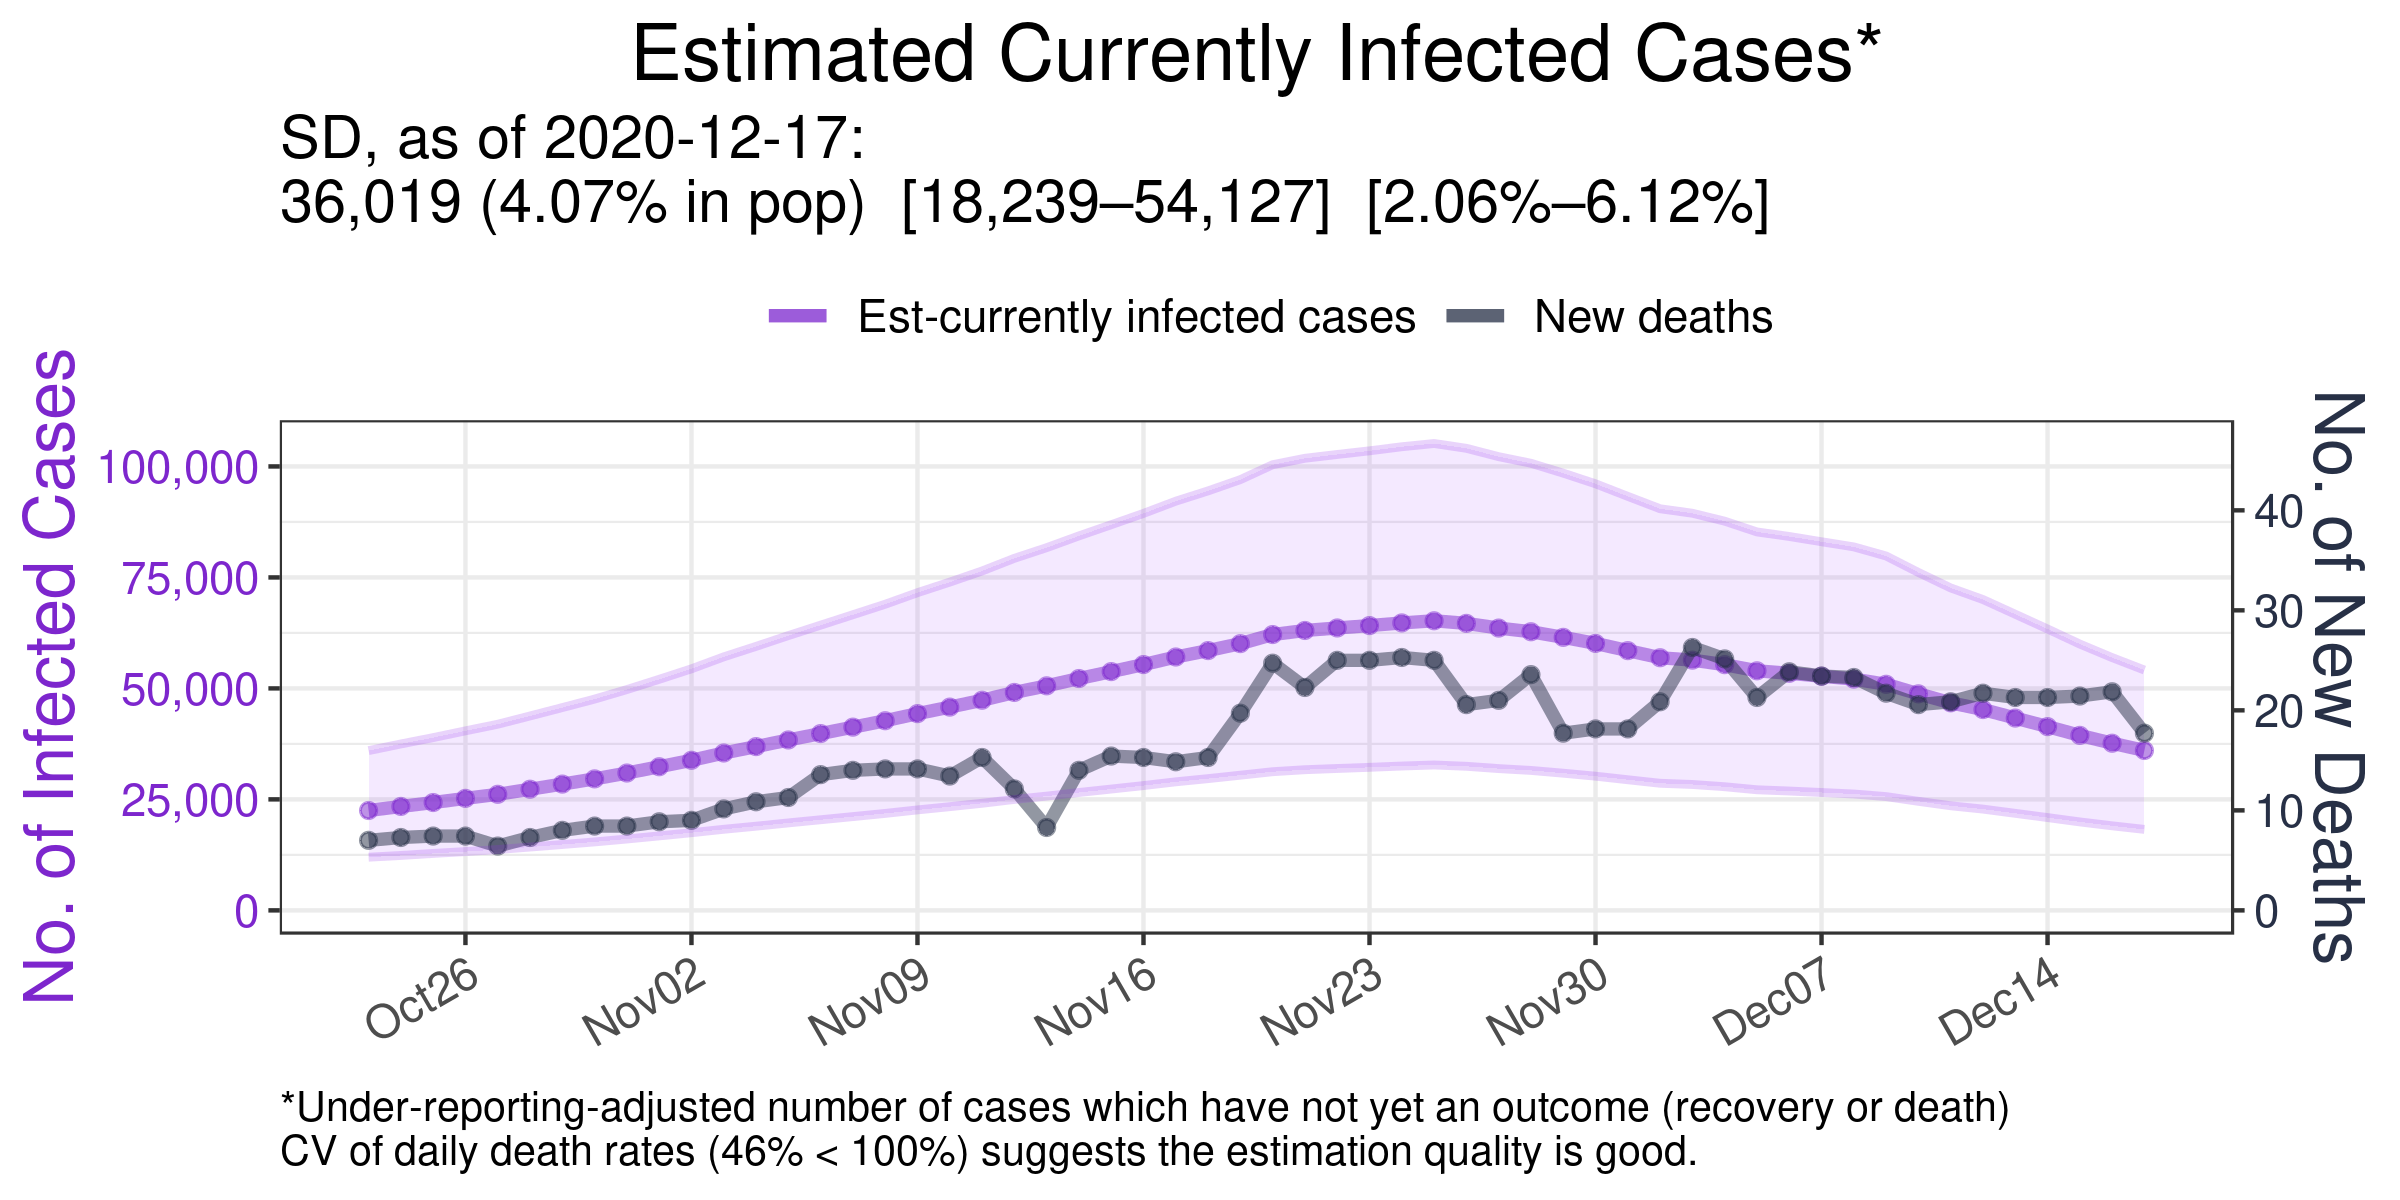 Estimated Currently Infected Cases*
SD, as of 2020-12-17:
36,019 (4.07% in pop)  [18,239–54,127]  [2.06%–6.12%]
Est-currently infected cases
New deaths
No. of Infected Cases
100,000
75,000
50,000
25,000
0
No. of New Deaths
40
30
20
10
0
Oct26
Nov02
Nov09
Nov16
Nov23
Nov30
Dec07
Dec14
*Under-reporting-adjusted number of cases which have not yet an outcome (recovery or death)
CV of daily death rates (46% < 100%) suggests the estimation quality is good.